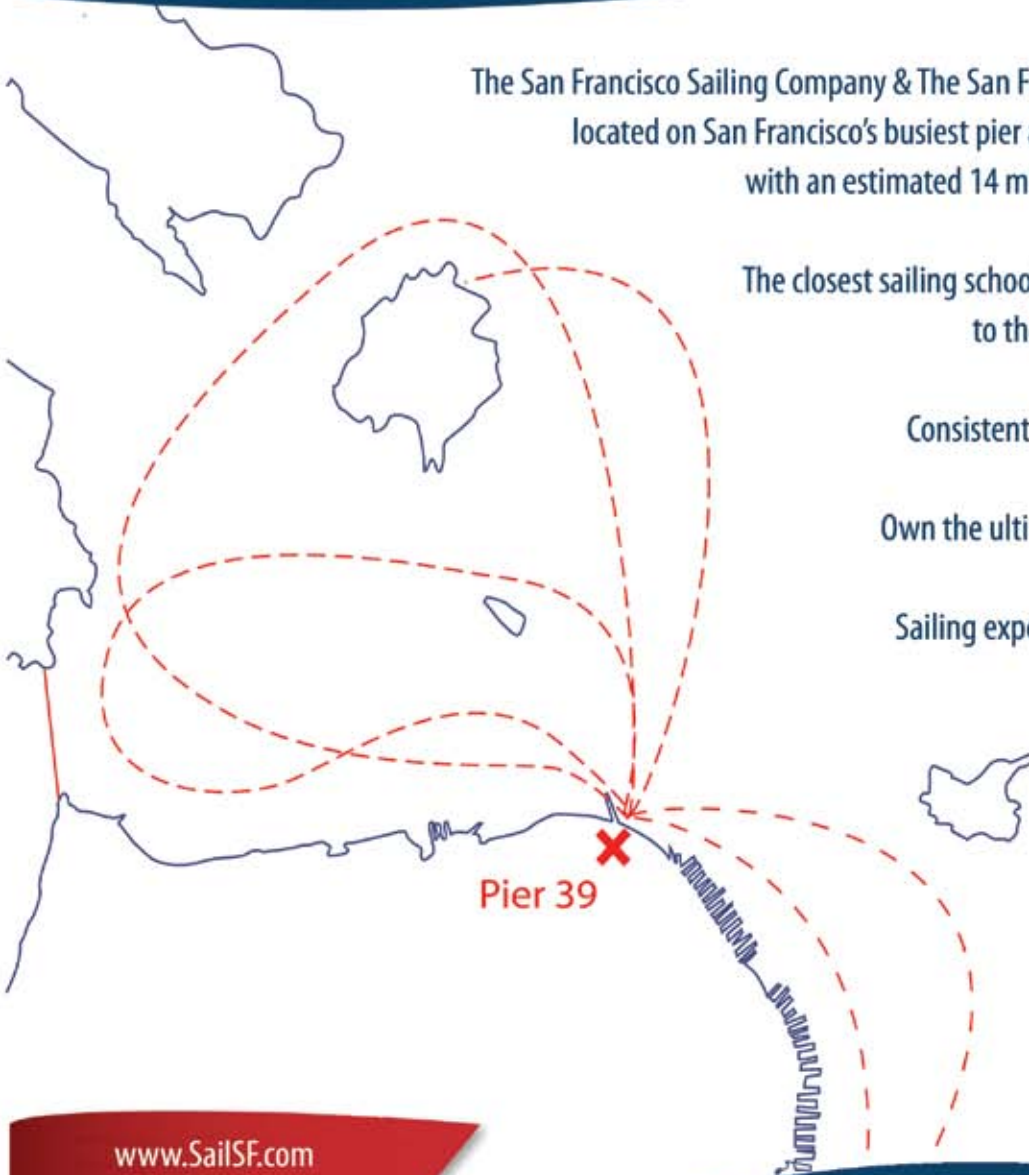 The San Francisco Sailing Company & The San F
located on San Francisco's busiest pier
with an estimated 14 m
The closest sailing schoo
to th
Consistent
Own the ulti
Sailing exp
Pier 39
www.SailSF.com